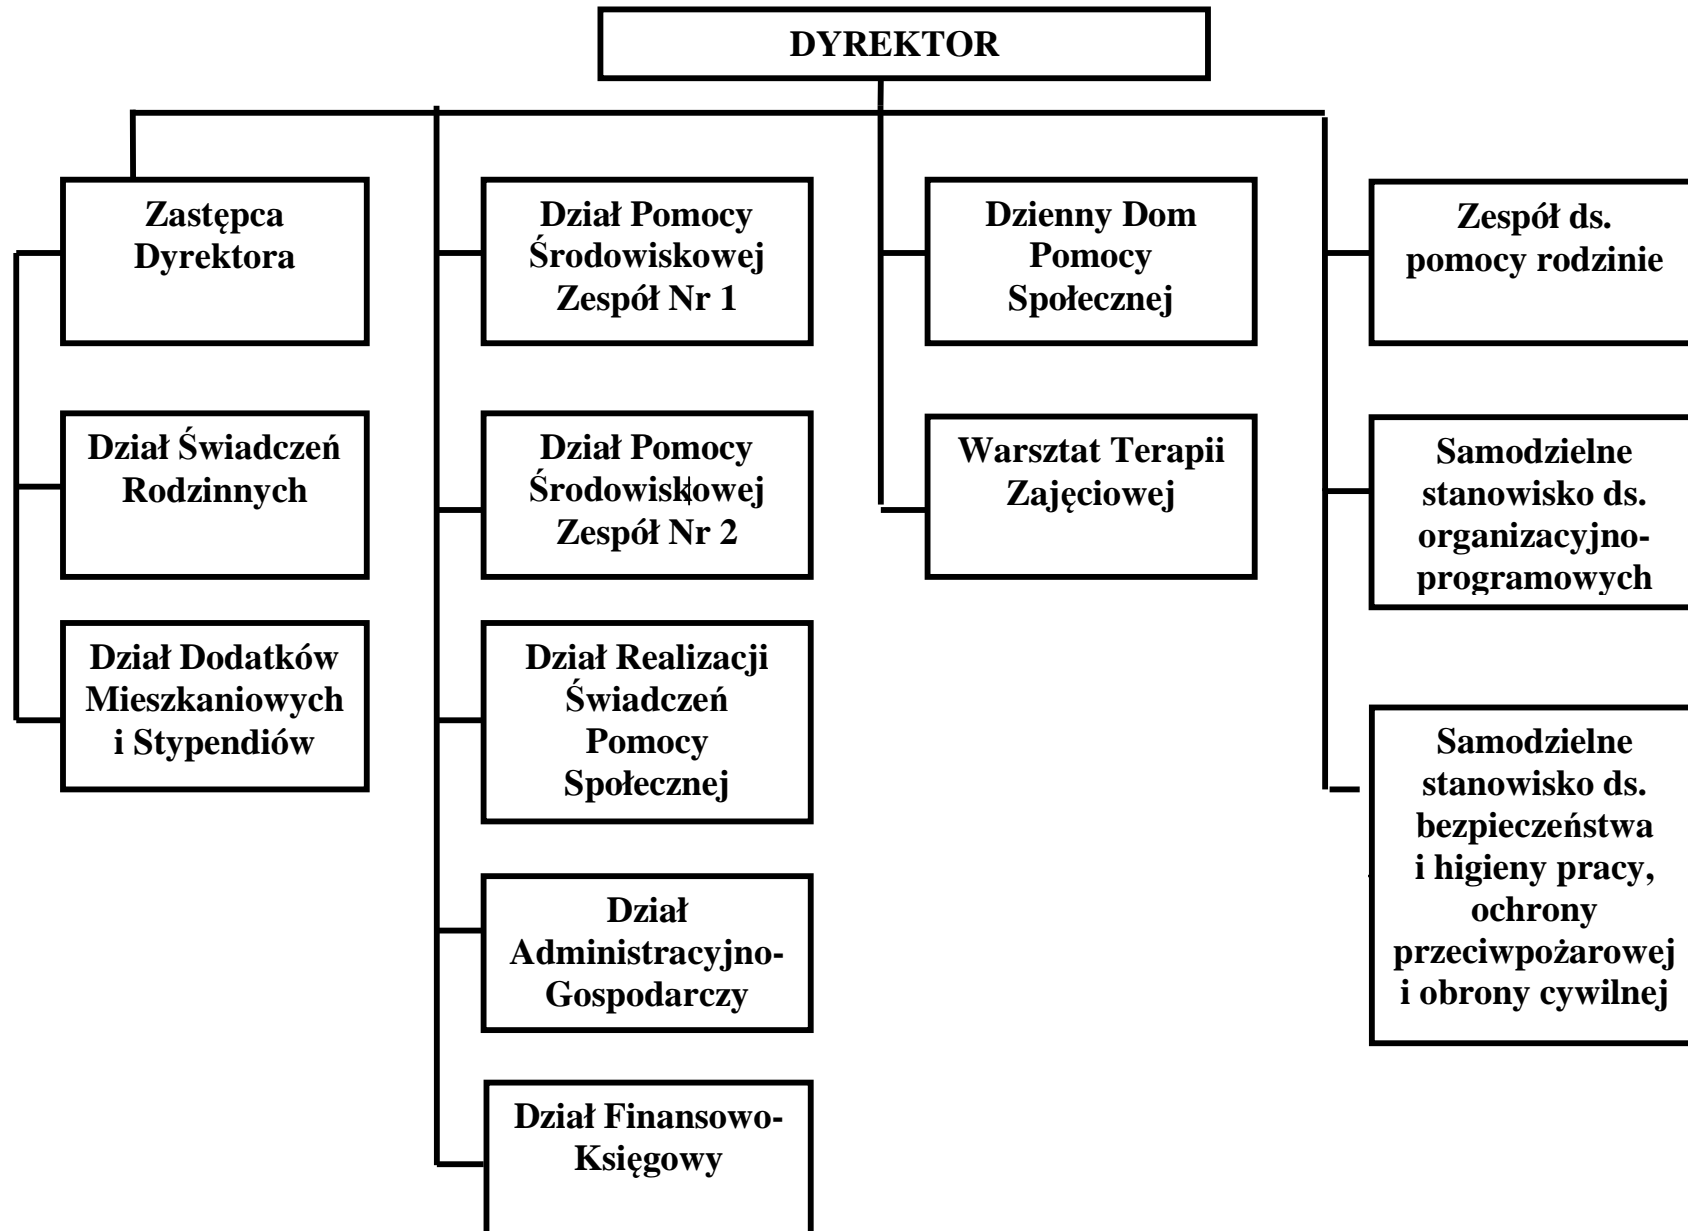 DYREKTOR
Zastępca
Dyrektora
Dział Świadczeń
Rodzinnych
Dział Dodatków
Mieszkaniowych
i Stypendiów
Dział Pomocy
Środowiskowej
Zespół Nr 1
Dział Pomocy
Środowiskowej
Zespół Nr 2
Dział Realizacji
Świadczeń
Pomocy
Społecznej
Dział
Administracyjno-
Gospodarczy
Dział Finansowo-
Księgowy
Dzienny Dom
Pomocy
Społecznej
Warsztat Terapii
Zajęciowej
Zespół ds.
pomocy rodzinie
Samodzielne
stanowisko ds.
organizacyjno-
programowych
Samodzielne
stanowisko ds.
bezpieczeństwa
i higieny pracy,
ochrony
przeciwpożarowej
i obrony cywilnej